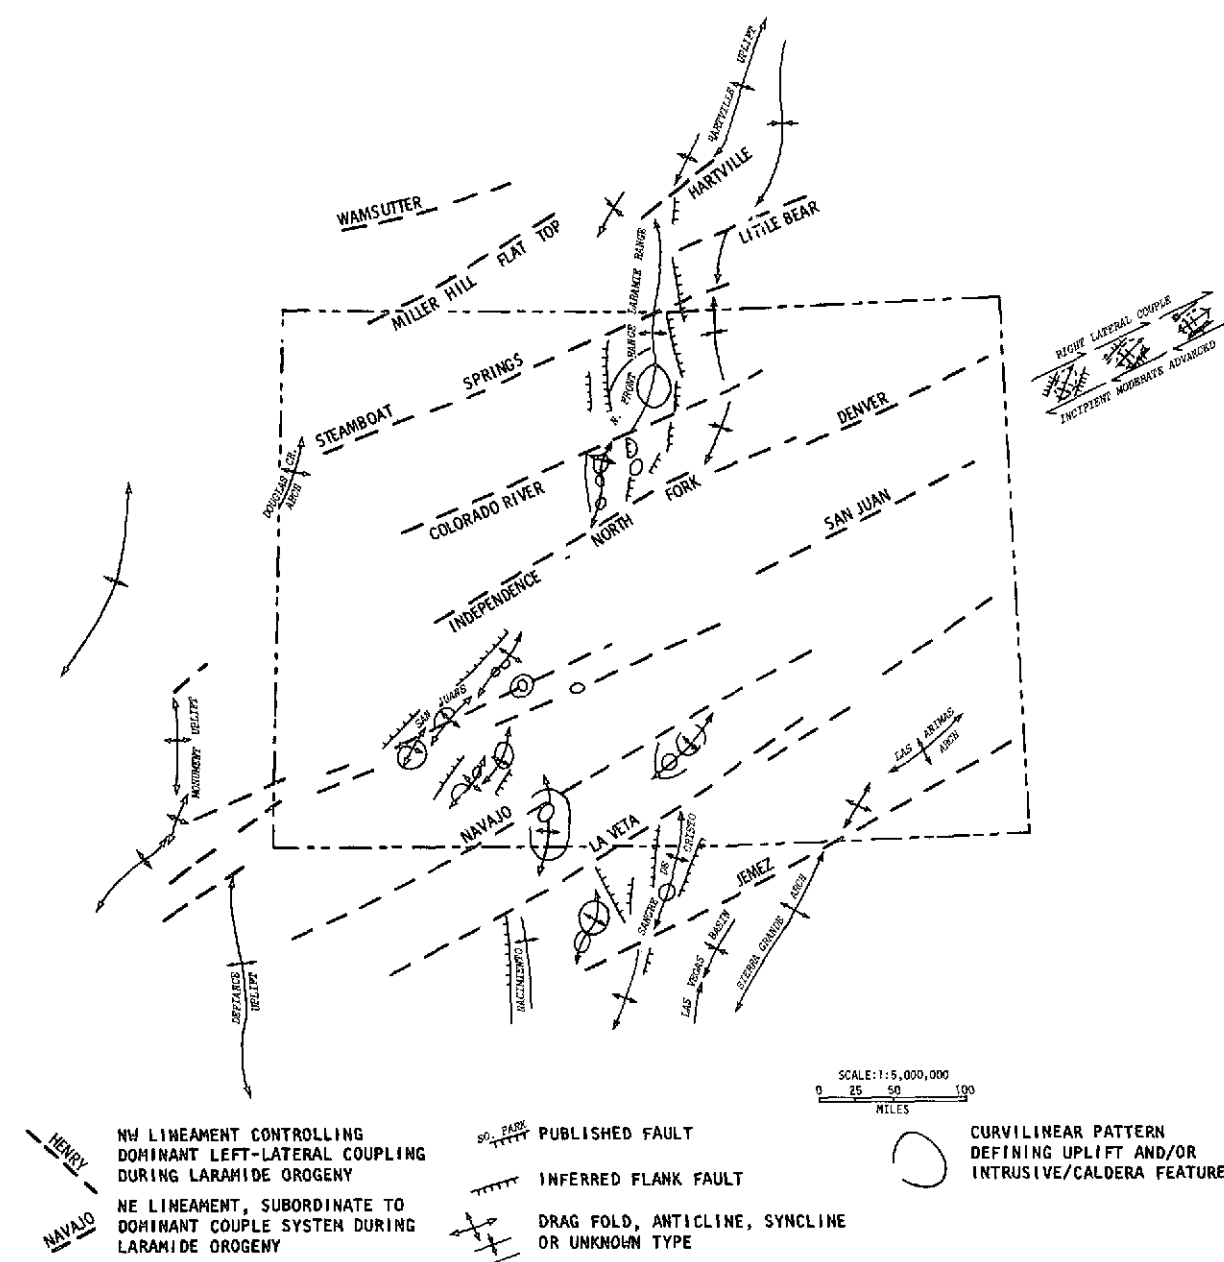 HARTVILLE UPLIFT
HARTVILLE
WAMSUTTER
LITTLE BEAR
MILLER HILL FLAT TOP
N. FRONT RANGE LARAMIE RANGE
RIGHT LATERAL COUPLE
INCIPIENT MODERATE ADVANCED
STEAMBOAT SPRINGS
DENVER
DOUGLAS CR.
ARCH
COLORADO RIVER
SAN JUAN
INDEPENDENCE NORTH FORK
SAN JUANS
MONUMENT UPLIFT
LAS ANIMAS
ARCH
NAVAJO
LA VETA
SANGRE DE CRISTO
JEMEZ
NACIMIENTO
LAS VEGAS BASIN
SIERRA GRANDE ARCH
DEFIANCE
UPLIFT
SCALE:1:5,000,000
0 25 50 100
MILES
HENRY
NW LINEAMENT CONTROLLING
DOMINANT LEFT-LATERAL COUPLING
DURING LARAMIDE OROGENY
NAVAJO
NE LINEAMENT, SUBORDINATE TO
DOMINANT COUPLE SYSTEN DURING
LARAMIDE OROGENY
SO. PARK
PUBLISHED FAULT
INFERRED FLANK FAULT
DRAG FOLD, ANTICLINE, SYNCLINE
OR UNKNOWN TYPE
CURVILINEAR PATTERN
DEFINING UPLIFT AND/OR
INTRUSIVE/CALDERA FEATURE